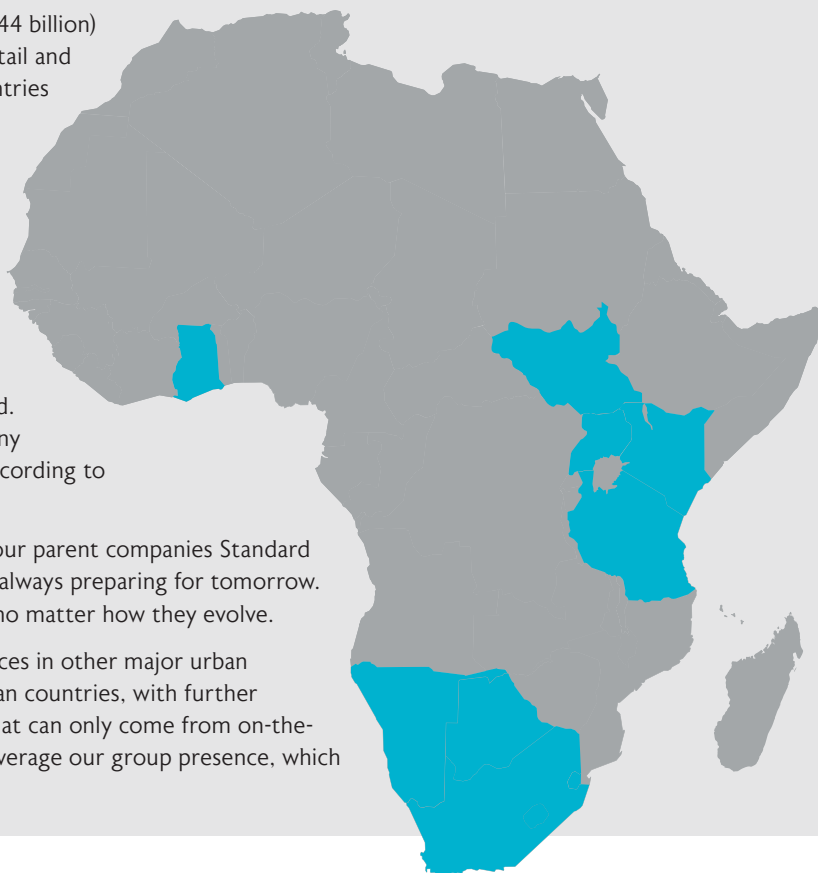 44 billion)
tail and
ntries
d.
ny
cording to
our parent companies Standard
always preparing for tomorrow.
no matter how they evolve.
ces in other major urban
an countries, with further
at can only come from on-the-
verage our group presence, which